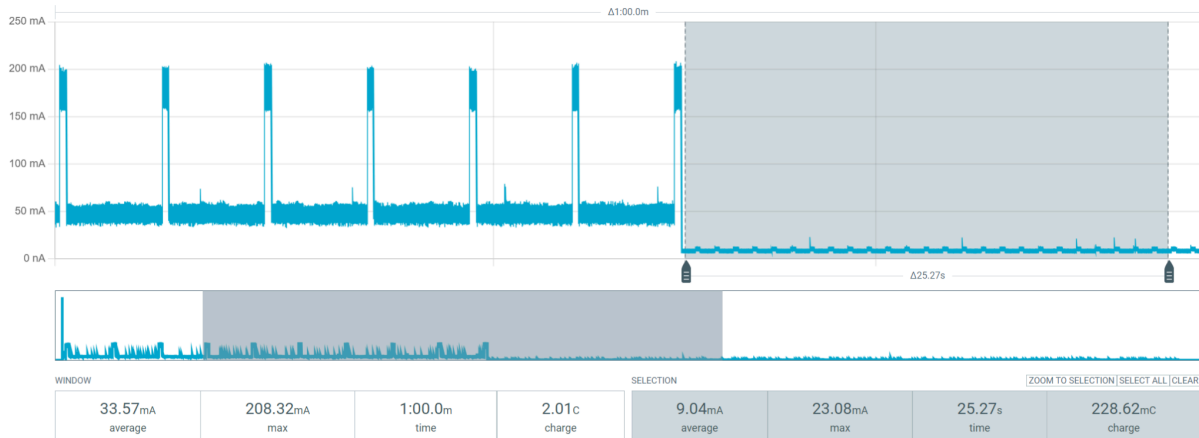 Δ1:00.0m
250 mA
200 mA
150 mA
100 mA
50 mA
0 nA
Δ25.27s
WINDOW
SELECTION
ZOOM TO SELECTION SELECT ALL CLEAR
33.57mA 208.32mA 1:00.0m 2.01C 9.04mA 23.08mA 25.27s 228.62mC
average max time charge average max time charge